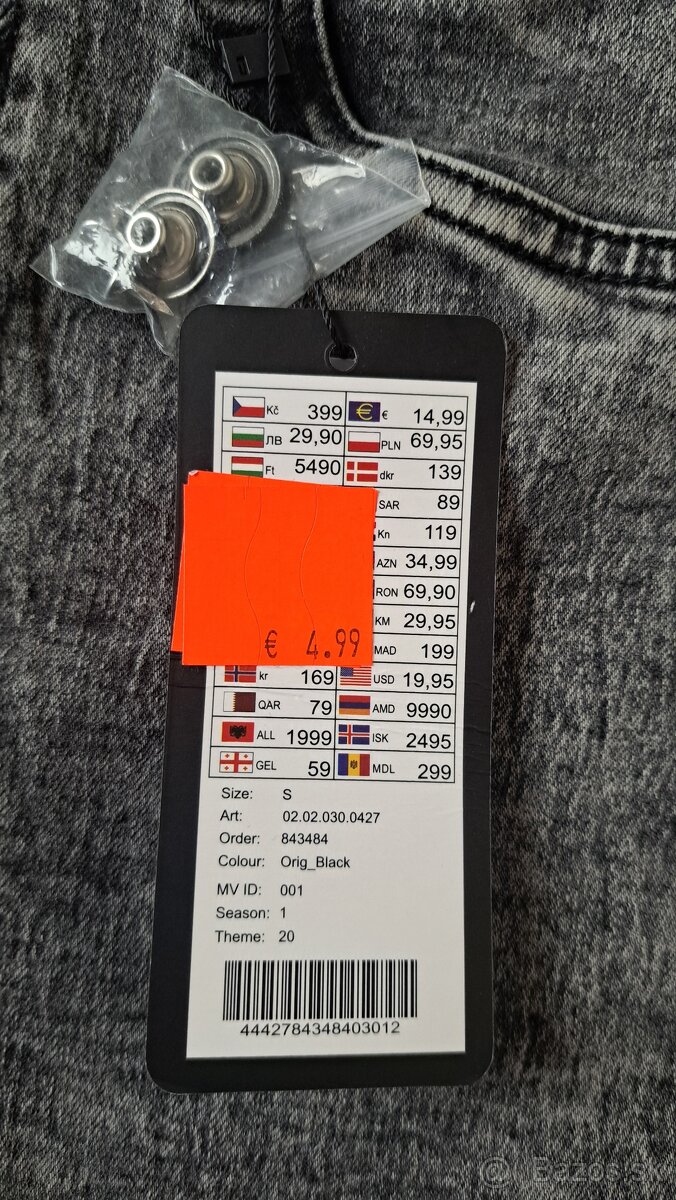 Kč 399 € € 14,99
ЛВ 29,90 PLN 69,95
Ft 5490 dkr 139
SAR 89
Kn 119
AZN 34,99
RON 69,90
KM 29,95
€ 4.99
MAD 199
kr 169 USD 19,95
QAR 79 AMD 9990
ALL 1999 ISK 2495
GEL 59 MDL 299
Size: S
Art: 02.02.030.0427
Order: 843484
Colour: Orig_Black
MV ID: 001
Season: 1
Theme: 20
4442784348403012
© Bazos.sk